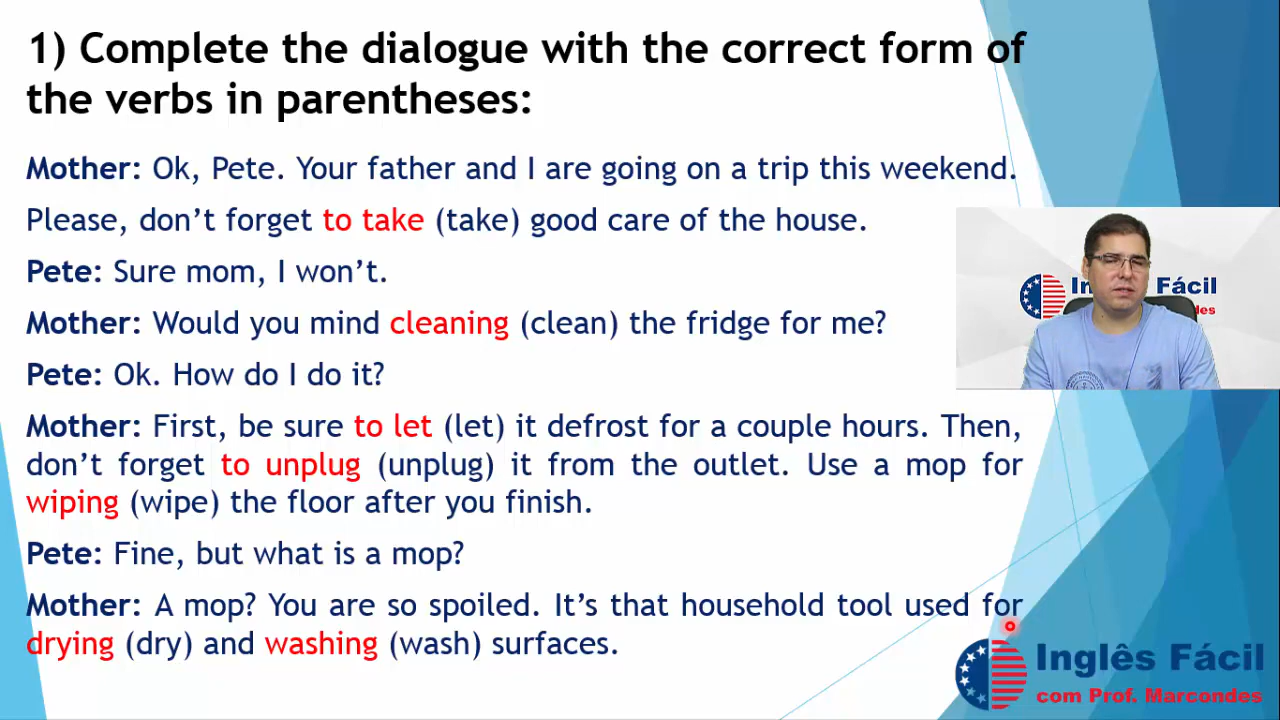 1) Complete the dialogue with the correct form of
the verbs in parentheses:
Mother: Ok, Pete. Your father and I are going on a trip this weekend.
Please, don't forget to take (take) good care of the house.
Pete: Sure mom, I won't.
Mother: Would you mind cleaning (clean) the fridge for me?
Pete: Ok. How do I do it?
Mother: First, be sure to let (let) it defrost for a couple hours. Then,
don't forget to unplug (unplug) it from the outlet. Use a mop for
wiping (wipe) the floor after you finish.
Pete: Fine, but what is a mop?
Mother: A mop? You are so spoiled. It's that household tool used for
drying (dry) and washing (wash) surfaces.
Fácil
Inglês Fácil
com Prof. Marcondes